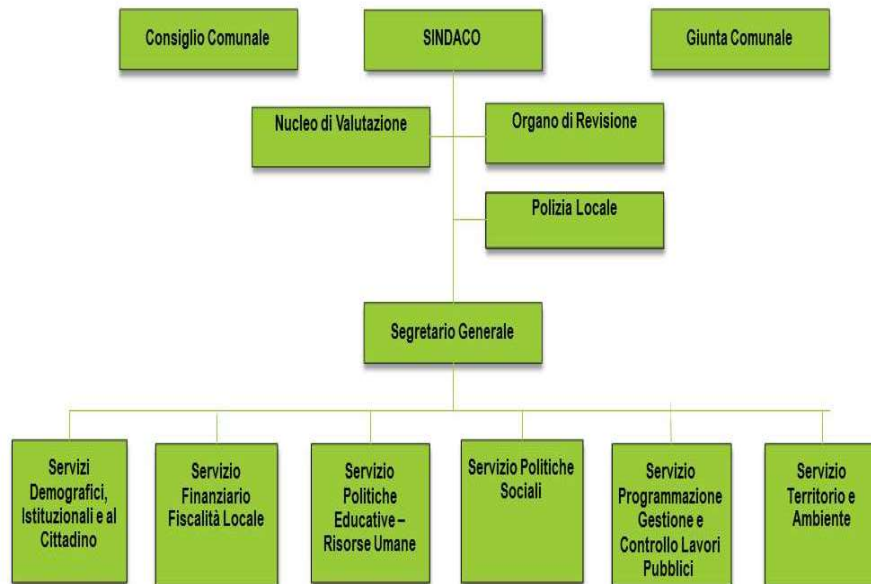 Consiglio Comunale
SINDACO
Giunta Comunale
Nucleo di Valutazione
Organo di Revisione
Polizia Locale
Segretario Generale
Servizi
Demografici,
Istituzionali e al
Cittadino
Servizio
Finanziario
Fiscalità Locale
Servizio
Politiche
Educative –
Risorse Umane
Servizio Politiche
Sociali
Servizio
Programmazione
Gestione e
Controllo Lavori
Pubblici
Servizio
Territorio e
Ambiente